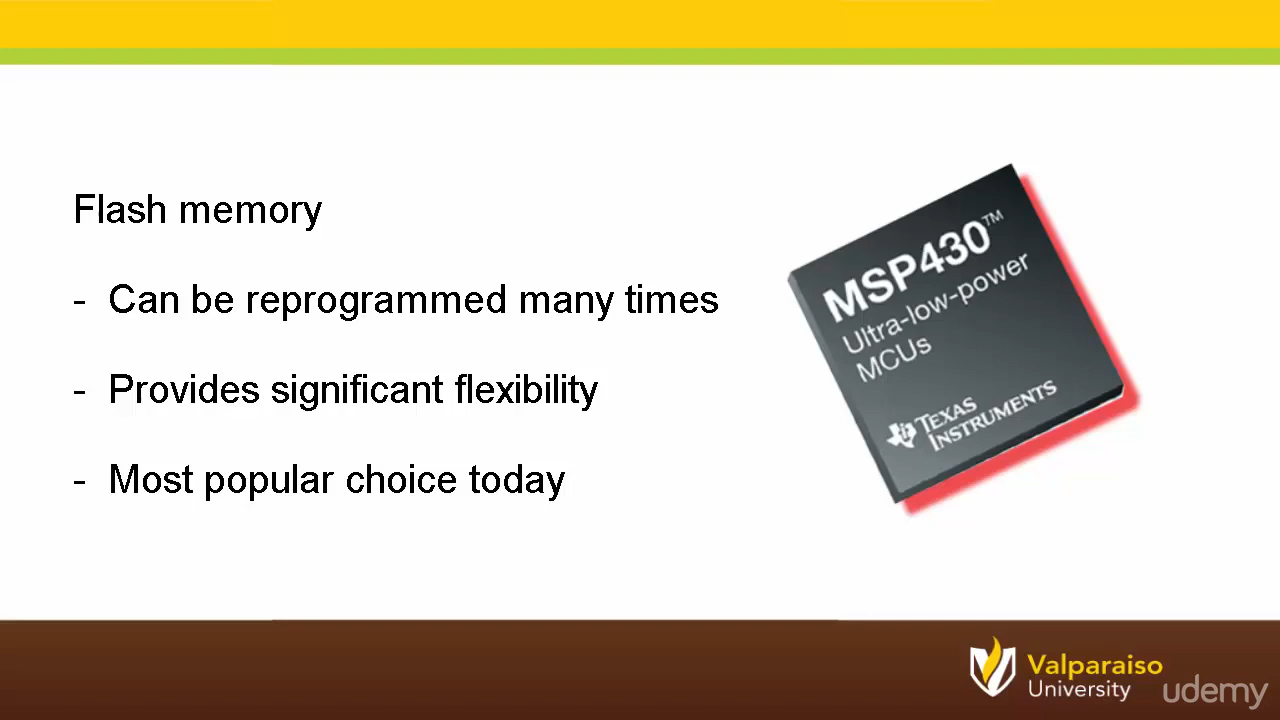 Flash memory
- Can be reprogrammed many times
- Provides significant flexibility
- Most popular choice today
MSP430™
Ultra-low-power
MCUs
TEXAS
INSTRUMENTS
Valparaiso
University
udemy